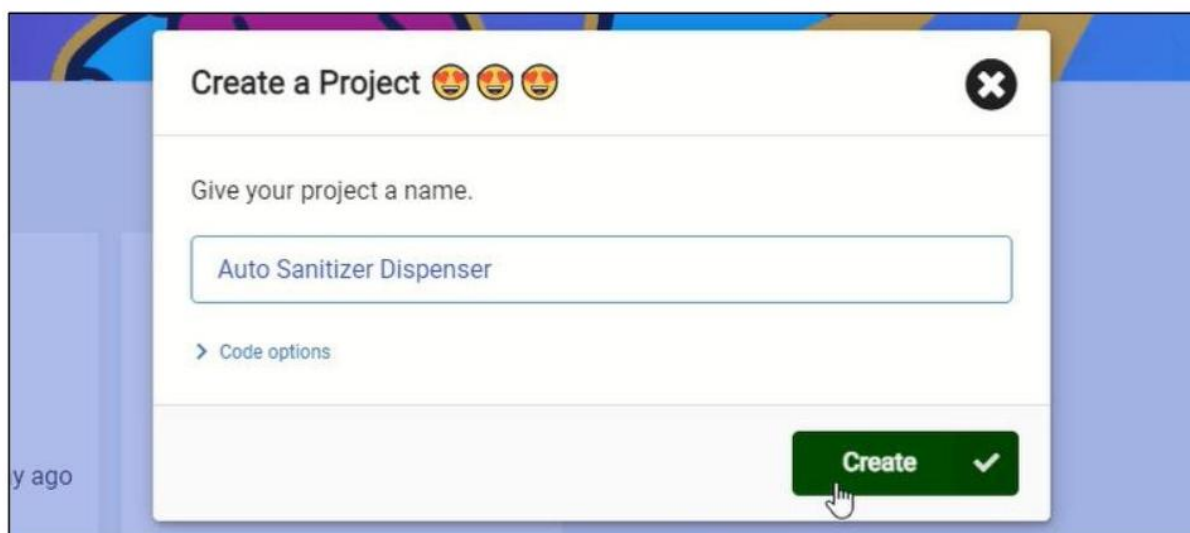 Create a Project 😍 😍 😍
Give your project a name.
Auto Sanitizer Dispenser
Code options
y ago
Create